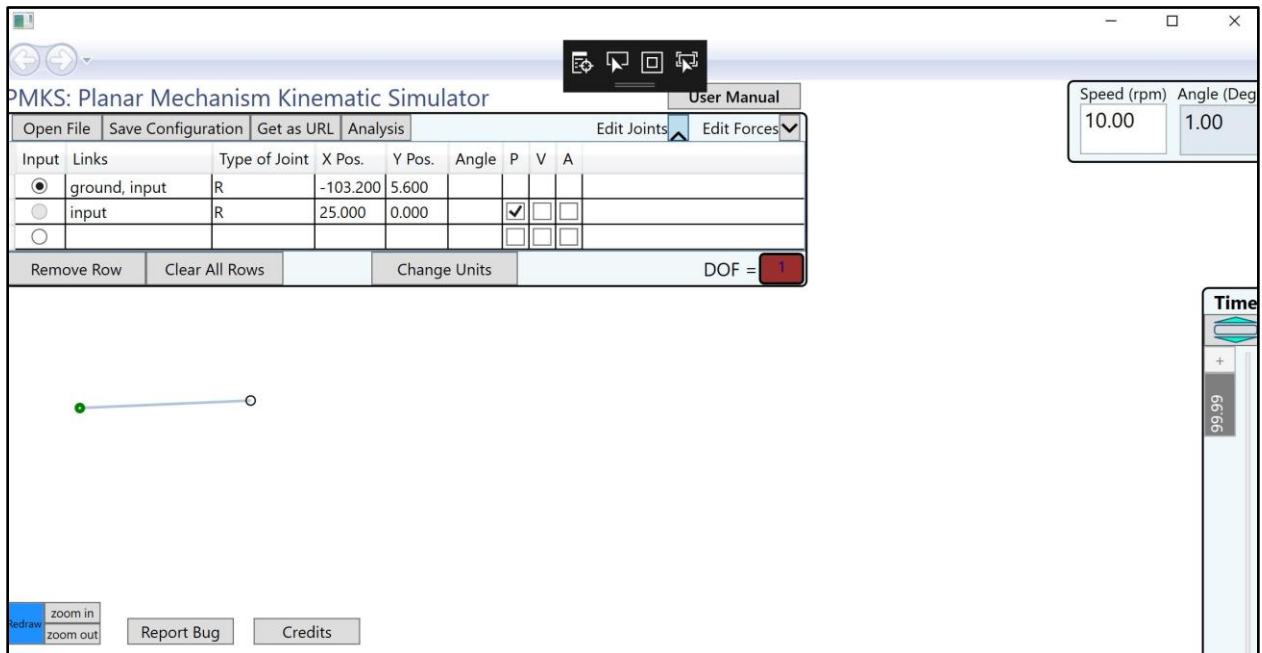 PMKS: Planar Mechanism Kinematic Simulator
User Manual
Speed (rpm) Angle (Deg
10.00 1.00
Open File Save Configuration Get as URL Analysis Edit Joints Edit Forces
Input Links Type of Joint X Pos. Y Pos. Angle P V A
ground, input R -103.200 5.600
input R 25.000 0.000
Remove Row Clear All Rows Change Units DOF = 1
Time
+
99.99
Redraw zoom in
zoom out
Report Bug Credits